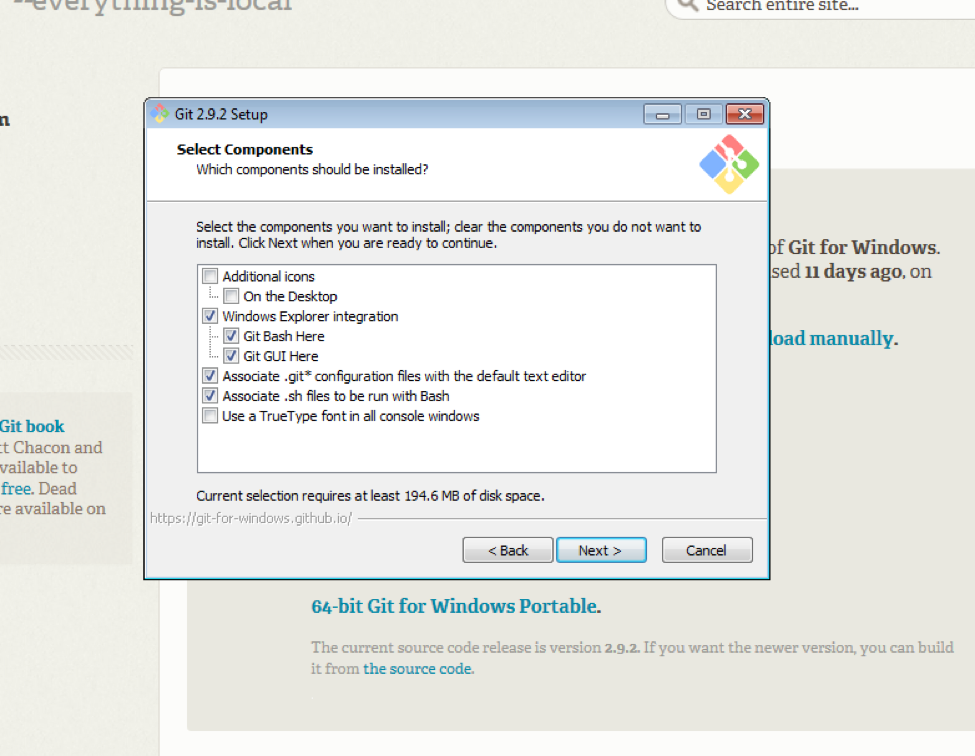 --everything-is-local
Search entire site...
Git 2.9.2 Setup
Select Components
Which components should be installed?
Select the components you want to install; clear the components you do not want to
install. Click Next when you are ready to continue.
Additional icons
On the Desktop
Windows Explorer integration
Git Bash Here
Git GUI Here
Associate .git* configuration files with the default text editor
Associate .sh files to be run with Bash
Use a TrueType font in all console windows
Current selection requires at least 194.6 MB of disk space.
https://git-for-windows.github.io/
< Back
Next >
Cancel
of Git for Windows.
sed 11 days ago, on
load manually.
n
Git book
tt Chacon and
vailable to
free. Dead
re available on
64-bit Git for Windows Portable.
The current source code release is version 2.9.2. If you want the newer version, you can build
it from the source code.